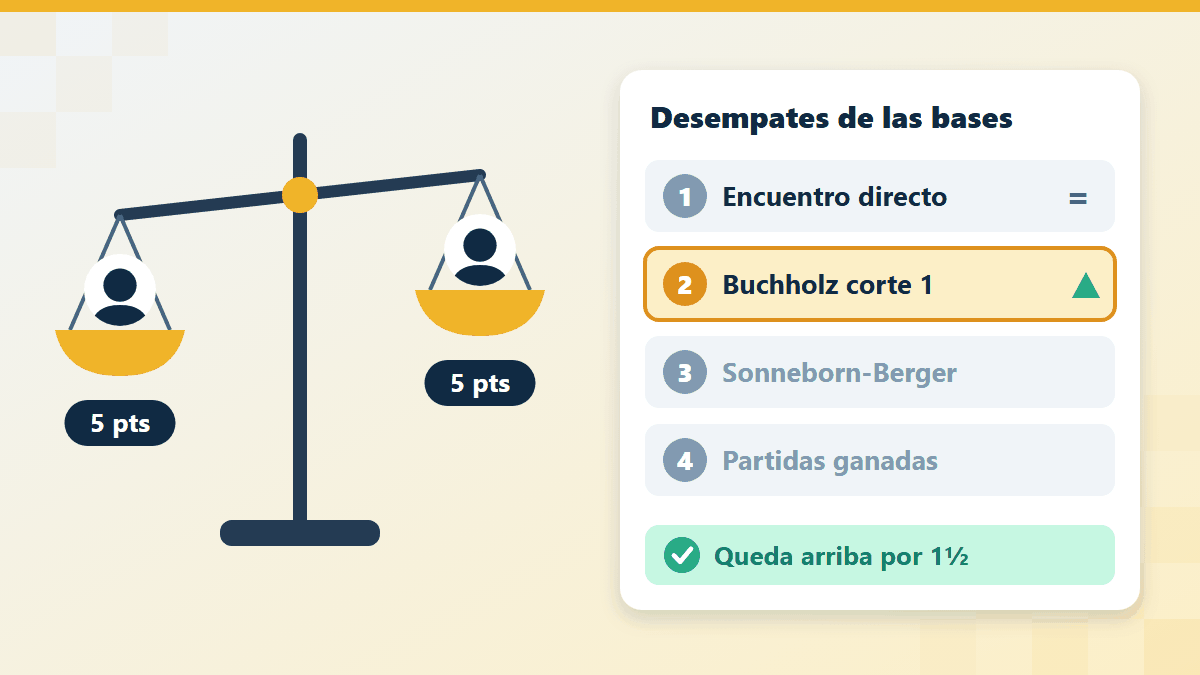 5 pts
5 pts
Desempates de las bases
1 Encuentro directo =
2 Buchholz corte 1
3 Sonneborn-Berger
4 Partidas ganadas
Queda arriba por 1½